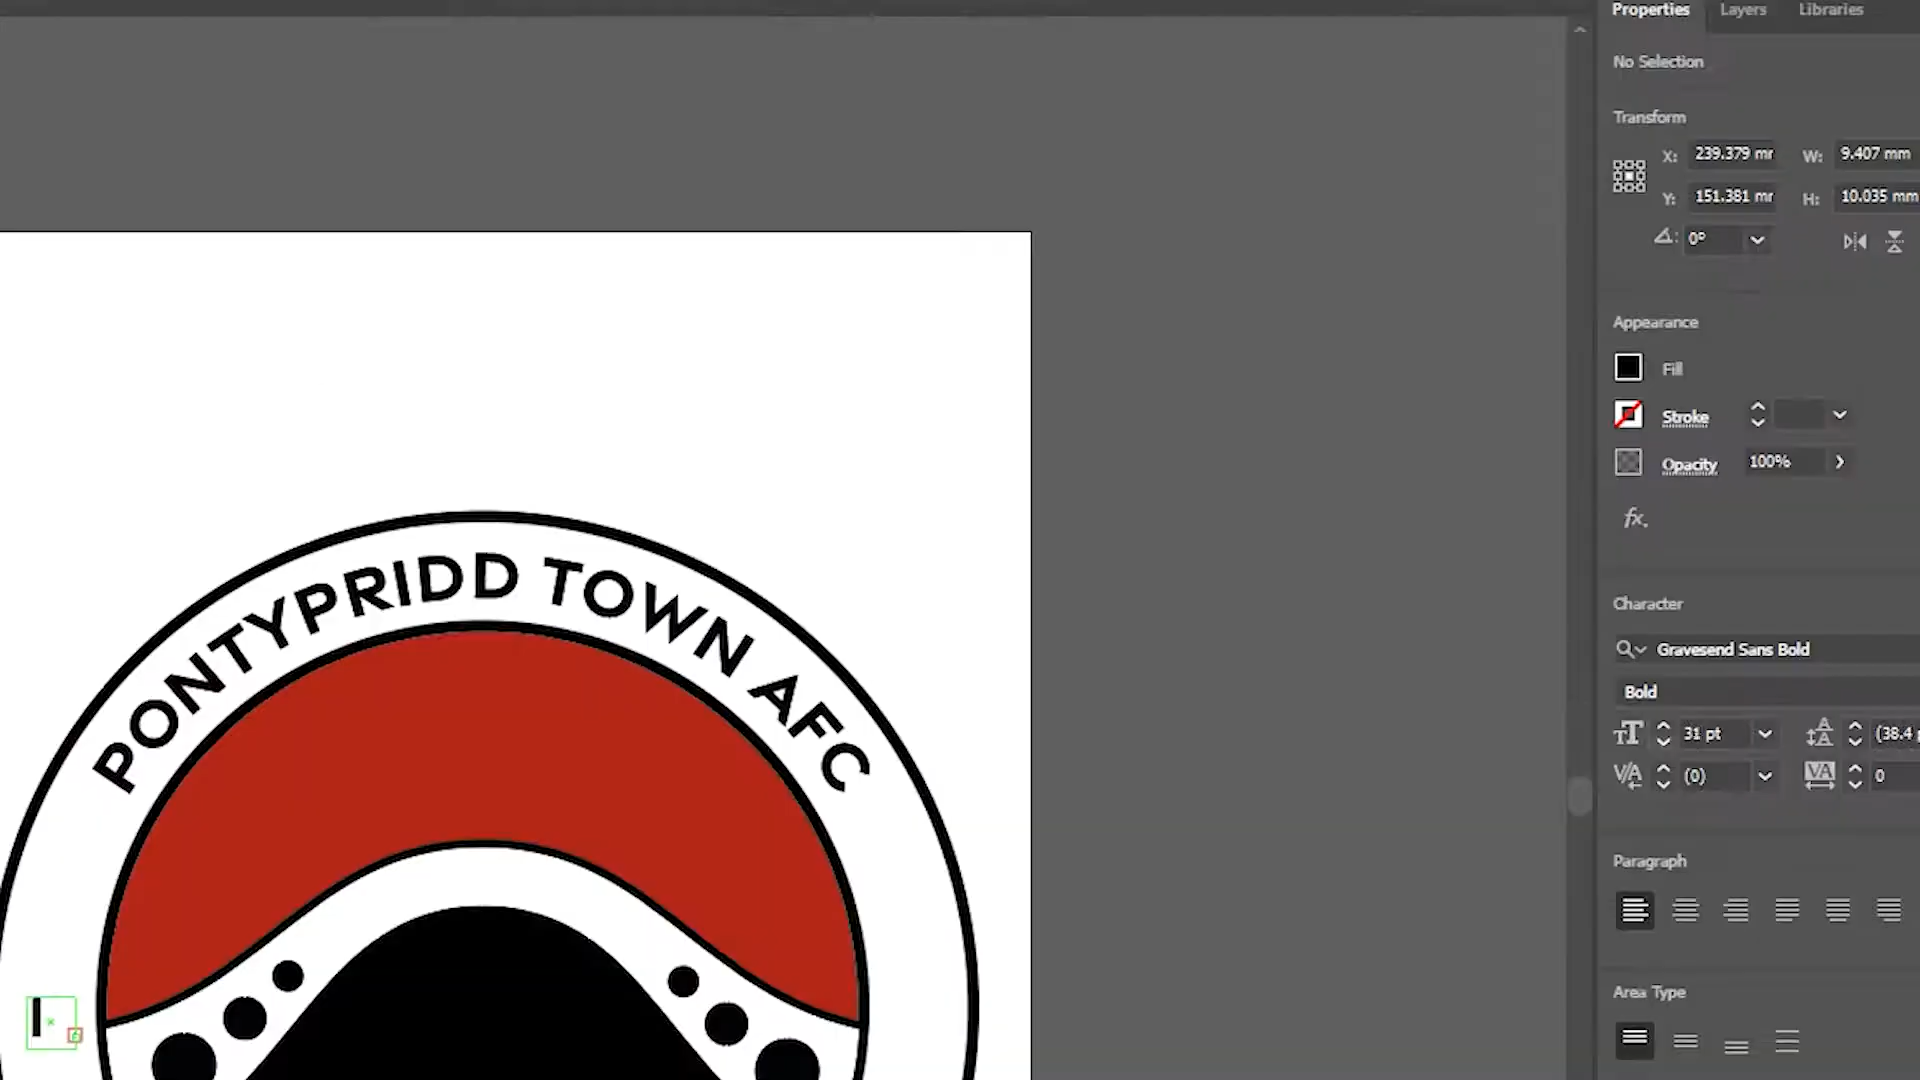 Properties Layers Libraries
No Selection
Transform
X: 239.379 mr W: 9.407 mm
Y: 151.381 mr H: 10.035 mm
0°
Appearance
Fill
Stroke
Opacity 100%
fx.
PONTYPRIDD TOWN AFC
Character
Gravesend Sans Bold
Bold
31 pt (38.4 p
(0) 0
Paragraph
Area Type